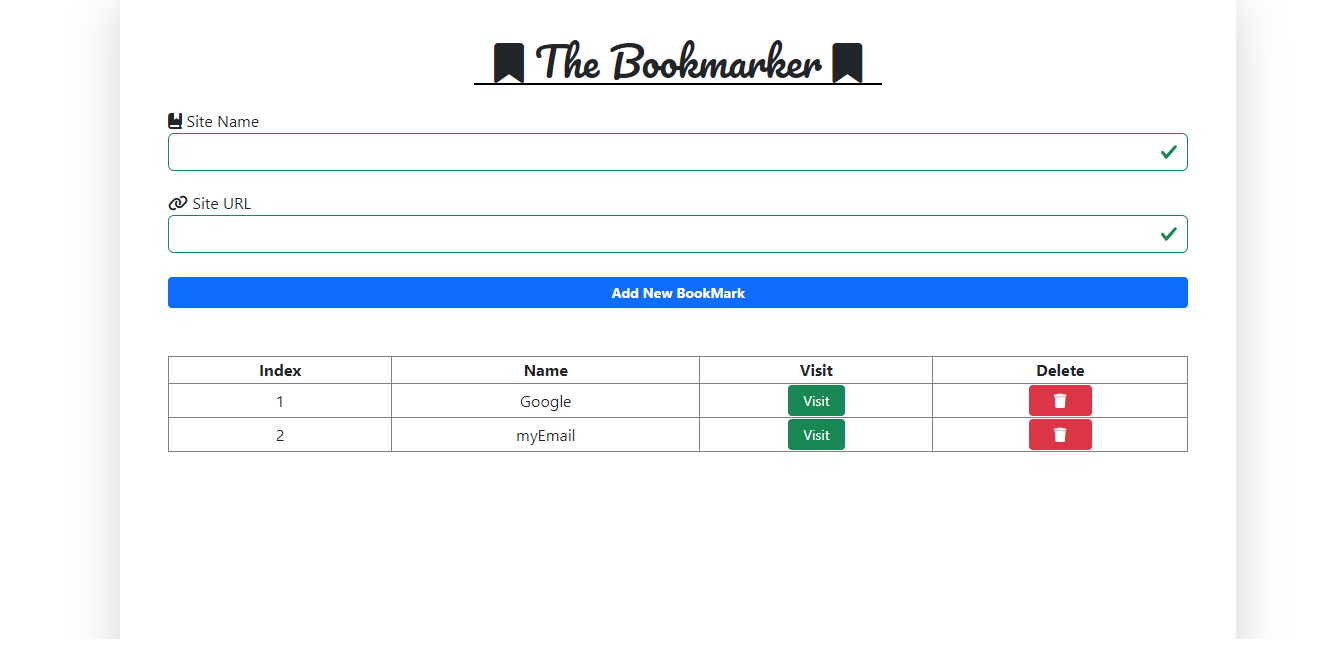 The Bookmarker
Site Name
Site URL
Add New BookMark
Index Name Visit Delete
1 Google Visit
2 myEmail Visit